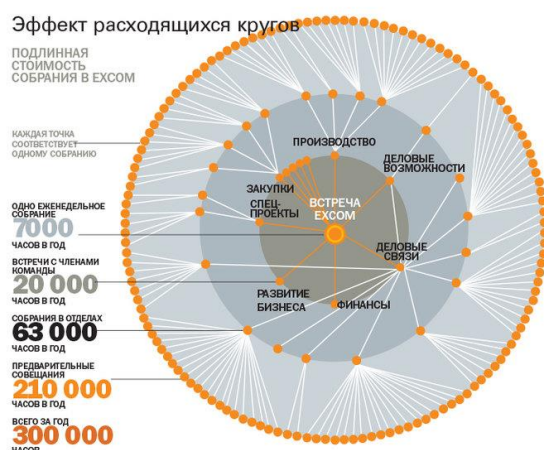 Эффект расходящихся кругов
ПОДЛИННАЯ
СТОИМОСТЬ
СОБРАНИЯ В EXCOM
КАЖДАЯ ТОЧКА
СООТВЕТСТВУЕТ
ОДНОМУ СОБРАНИЮ
ОДНО ЕЖЕНЕДЕЛЬНОЕ
СОБРАНИЕ
7000
ЧАСОВ В ГОД
ВСТРЕЧИ С ЧЛЕНАМИ
КОМАНДЫ
20 000
ЧАСОВ В ГОД
СОБРАНИЯ В ОТДЕЛАХ
63 000
ЧАСОВ В ГОД
ПРЕДВАРИТЕЛЬНЫЕ
СОВЕЩАНИЯ
210 000
ЧАСОВ В ГОД
ВСЕГО ЗА ГОД
300 000
ЧАСОВ
ПРОИЗВОДСТВО
ДЕЛОВЫЕ
ВОЗМОЖНОСТИ
ЗАКУПКИ
СПЕЦ-
ПРОЕКТЫ
ВСТРЕЧА
EXCOM
ДЕЛОВЫЕ
СВЯЗИ
РАЗВИТИЕ
БИЗНЕСА
ФИНАНСЫ